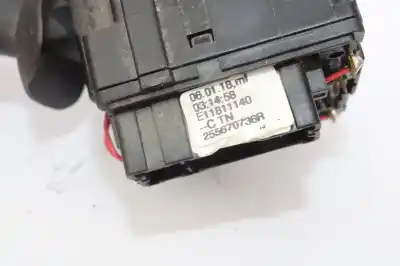 06.01.18.ml
03:14:58
E11811140
--C TN
255670736R